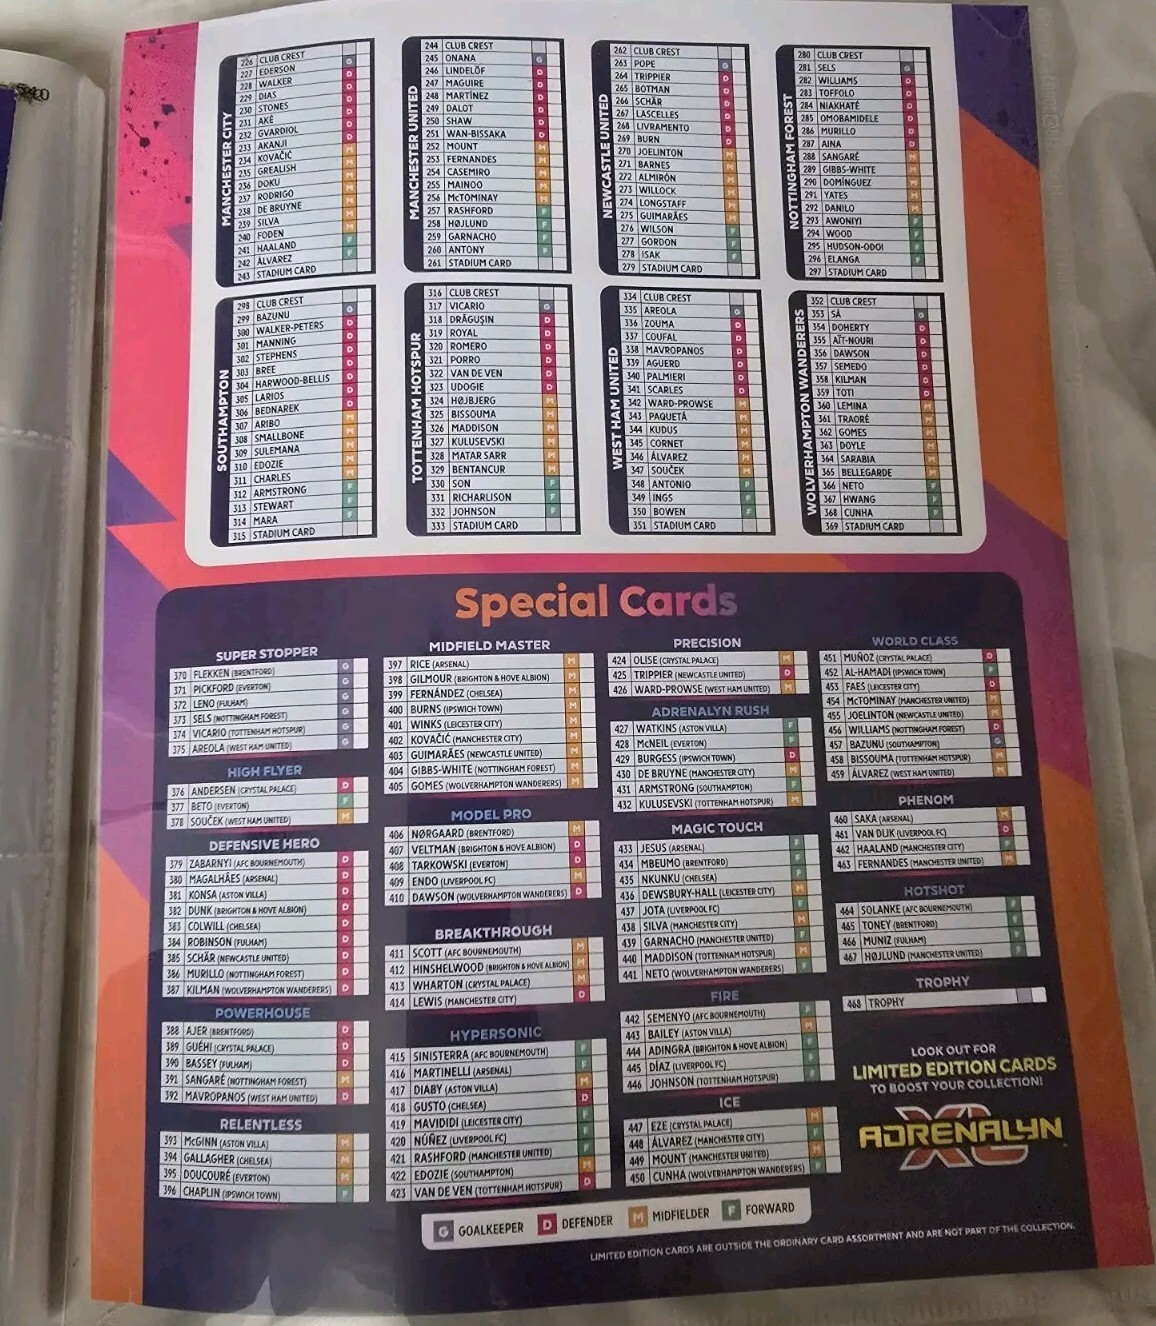 MANCHESTER CITY
226 CLUB CREST
227 EDERSON G
228 WALKER D
229 DIAS D
230 STONES D
231 AKÉ D
232 GVARDIOL D
233 AKANJI D
234 KOVAČIĆ M
235 GREALISH M
236 DOKU M
237 RODRIGO M
238 DE BRUYNE M
239 SILVA M
240 FODEN M
241 HAALAND F
242 ÁLVAREZ F
243 STADIUM CARD
MANCHESTER UNITED
244 CLUB CREST
245 ONANA G
246 LINDELÖF D
247 MAGUIRE D
248 MARTÍNEZ D
249 DALOT D
250 SHAW D
251 WAN-BISSAKA D
252 MOUNT M
253 FERNANDES M
254 CASEMIRO M
255 MAINOO M
256 McTOMINAY M
257 RASHFORD F
258 HØJLUND F
259 GARNACHO F
260 ANTONY F
261 STADIUM CARD
NEWCASTLE UNITED
262 CLUB CREST
263 POPE G
264 TRIPPIER D
265 BOTMAN D
266 SCHÄR D
267 LASCELLES D
268 LIVRAMENTO D
269 BURN D
270 JOELINTON M
271 BARNES M
272 ALMIRÓN M
273 WILLOCK M
274 LONGSTAFF M
275 GUIMARÃES M
276 WILSON F
277 GORDON F
278 ISAK F
279 STADIUM CARD
NOTTINGHAM FOREST
280 CLUB CREST
281 SELS G
282 WILLIAMS D
283 TOFFOLO D
284 NIAKHATÉ D
285 OMOBAMIDELE D
286 MURILLO D
287 AINA D
288 SANGARÉ M
289 GIBBS-WHITE M
290 DOMÍNGUEZ M
291 YATES M
292 DANILO M
293 AWONIYI F
294 WOOD F
295 HUDSON-ODOI F
296 ELANGA F
297 STADIUM CARD
SOUTHAMPTON
298 CLUB CREST
299 BAZUNU G
300 WALKER-PETERS D
301 MANNING D
302 STEPHENS D
303 BREE D
304 HARWOOD-BELLIS D
305 LARIOS D
306 BEDNAREK D
307 ARIBO M
308 SMALLBONE M
309 SULEMANA M
310 EDOZIE M
311 CHARLES M
312 ARMSTRONG F
313 STEWART F
314 MARA F
315 STADIUM CARD
TOTTENHAM HOTSPUR
316 CLUB CREST
317 VICARIO G
318 DRĂGUŞIN D
319 ROYAL D
320 ROMERO D
321 PORRO D
322 VAN DE VEN D
323 UDOGIE D
324 HØJBJERG M
325 BISSOUMA M
326 MADDISON M
327 KULUSEVSKI M
328 MATAR SARR M
329 BENTANCUR M
330 SON F
331 RICHARLISON F
332 JOHNSON F
333 STADIUM CARD
WEST HAM UNITED
334 CLUB CREST
335 AREOLA G
336 ZOUMA D
337 COUFAL D
338 MAVROPANOS D
339 AGUERD D
340 PALMIERI D
341 SCARLES D
342 WARD-PROWSE M
343 PAQUETÁ M
344 KUDUS M
345 CORNET M
346 ÁLVAREZ M
347 SOUČEK M
348 ANTONIO F
349 INGS F
350 BOWEN F
351 STADIUM CARD
WOLVERHAMPTON WANDERERS
352 CLUB CREST
353 SÁ G
354 DOHERTY D
355 AÏT-NOURI D
356 DAWSON D
357 SEMEDO D
358 KILMAN D
359 TOTI D
360 LEMINA M
361 TRAORÉ M
362 GOMES M
363 DOYLE M
364 SARABIA M
365 BELLEGARDE M
366 NETO F
367 HWANG F
368 CUNHA F
369 STADIUM CARD
Special Cards
SUPER STOPPER
370 FLEKKEN (BRENTFORD) G
371 PICKFORD (EVERTON) G
372 LENO (FULHAM) G
373 SELS (NOTTINGHAM FOREST) G
374 VICARIO (TOTTENHAM HOTSPUR) G
375 AREOLA (WEST HAM UNITED) G
HIGH FLYER
376 ANDERSEN (CRYSTAL PALACE) D
377 BETO (EVERTON) F
378 SOUČEK (WEST HAM UNITED) M
DEFENSIVE HERO
379 ZABARNYI (AFC BOURNEMOUTH) D
380 MAGALHÃES (ARSENAL) D
381 KONSA (ASTON VILLA) D
382 DUNK (BRIGHTON & HOVE ALBION) D
383 COLWILL (CHELSEA) D
384 ROBINSON (FULHAM) D
385 SCHÄR (NEWCASTLE UNITED) D
386 MURILLO (NOTTINGHAM FOREST) D
387 KILMAN (WOLVERHAMPTON WANDERERS) D
POWERHOUSE
388 AJER (BRENTFORD) D
389 GUÉHI (CRYSTAL PALACE) D
390 BASSEY (FULHAM) D
391 SANGARÉ (NOTTINGHAM FOREST) M
392 MAVROPANOS (WEST HAM UNITED) D
RELENTLESS
393 McGINN (ASTON VILLA) M
394 GALLAGHER (CHELSEA) M
395 DOUCOURÉ (EVERTON) M
396 CHAPLIN (IPSWICH TOWN) F
MIDFIELD MASTER
397 RICE (ARSENAL) M
398 GILMOUR (BRIGHTON & HOVE ALBION) M
399 FERNÁNDEZ (CHELSEA) M
400 BURNS (IPSWICH TOWN) M
401 WINKS (LEICESTER CITY) M
402 KOVAČIĆ (MANCHESTER CITY) M
403 GUIMARÃES (NEWCASTLE UNITED) M
404 GIBBS-WHITE (NOTTINGHAM FOREST) M
405 GOMES (WOLVERHAMPTON WANDERERS) M
MODEL PRO
406 NØRGAARD (BRENTFORD) M
407 VELTMAN (BRIGHTON & HOVE ALBION) D
408 TARKOWSKI (EVERTON) D
409 ENDO (LIVERPOOL FC) M
410 DAWSON (WOLVERHAMPTON WANDERERS) D
BREAKTHROUGH
411 SCOTT (AFC BOURNEMOUTH) M
412 HINSHELWOOD (BRIGHTON & HOVE ALBION) M
413 WHARTON (CRYSTAL PALACE) M
414 LEWIS (MANCHESTER CITY) D
HYPERSONIC
415 SINISTERRA (AFC BOURNEMOUTH) F
416 MARTINELLI (ARSENAL) F
417 DIABY (ASTON VILLA) M
418 GUSTO (CHELSEA) D
419 MAVIDIDI (LEICESTER CITY) F
420 NÚÑEZ (LIVERPOOL FC) F
421 RASHFORD (MANCHESTER UNITED) F
422 EDOZIE (SOUTHAMPTON) M
423 VAN DE VEN (TOTTENHAM HOTSPUR) D
PRECISION
424 OLISE (CRYSTAL PALACE) M
425 TRIPPIER (NEWCASTLE UNITED) D
426 WARD-PROWSE (WEST HAM UNITED) M
ADRENALYN RUSH
427 WATKINS (ASTON VILLA) F
428 McNEIL (EVERTON) F
429 BURGESS (IPSWICH TOWN) D
430 DE BRUYNE (MANCHESTER CITY) M
431 ARMSTRONG (SOUTHAMPTON) F
432 KULUSEVSKI (TOTTENHAM HOTSPUR) M
MAGIC TOUCH
433 JESUS (ARSENAL) F
434 MBEUMO (BRENTFORD) F
435 NKUNKU (CHELSEA) F
436 DEWSBURY-HALL (LEICESTER CITY) M
437 JOTA (LIVERPOOL FC) F
438 SILVA (MANCHESTER CITY) M
439 GARNACHO (MANCHESTER UNITED) F
440 MADDISON (TOTTENHAM HOTSPUR) M
441 NETO (WOLVERHAMPTON WANDERERS) F
FIRE
442 SEMENYO (AFC BOURNEMOUTH) F
443 BAILEY (ASTON VILLA) M
444 ADINGRA (BRIGHTON & HOVE ALBION) F
445 DÍAZ (LIVERPOOL FC) F
446 JOHNSON (TOTTENHAM HOTSPUR) F
ICE
447 EZE (CRYSTAL PALACE) M
448 ÁLVAREZ (MANCHESTER CITY) F
449 MOUNT (MANCHESTER UNITED) M
450 CUNHA (WOLVERHAMPTON WANDERERS) F
WORLD CLASS
451 MUÑOZ (CRYSTAL PALACE) D
452 AL-HAMADI (IPSWICH TOWN) F
453 FAES (LEICESTER CITY) D
454 McTOMINAY (MANCHESTER UNITED) M
455 JOELINTON (NEWCASTLE UNITED) M
456 WILLIAMS (NOTTINGHAM FOREST) D
457 BAZUNU (SOUTHAMPTON) G
458 BISSOUMA (TOTTENHAM HOTSPUR) M
459 ÁLVAREZ (WEST HAM UNITED) M
PHENOM
460 SAKA (ARSENAL) M
461 VAN DIJK (LIVERPOOL FC) D
462 HAALAND (MANCHESTER CITY) F
463 FERNANDES (MANCHESTER UNITED) M
HOTSHOT
464 SOLANKE (AFC BOURNEMOUTH) F
465 TONEY (BRENTFORD) F
466 MUNIZ (FULHAM) F
467 HØJLUND (MANCHESTER UNITED) F
TROPHY
468 TROPHY
LOOK OUT FOR
LIMITED EDITION CARDS
TO BOOST YOUR COLLECTION!
ADRENALYN XL
G GOALKEEPER D DEFENDER M MIDFIELDER F FORWARD
LIMITED EDITION CARDS ARE OUTSIDE THE ORDINARY CARD ASSORTMENT AND ARE NOT PART OF THE COLLECTION.